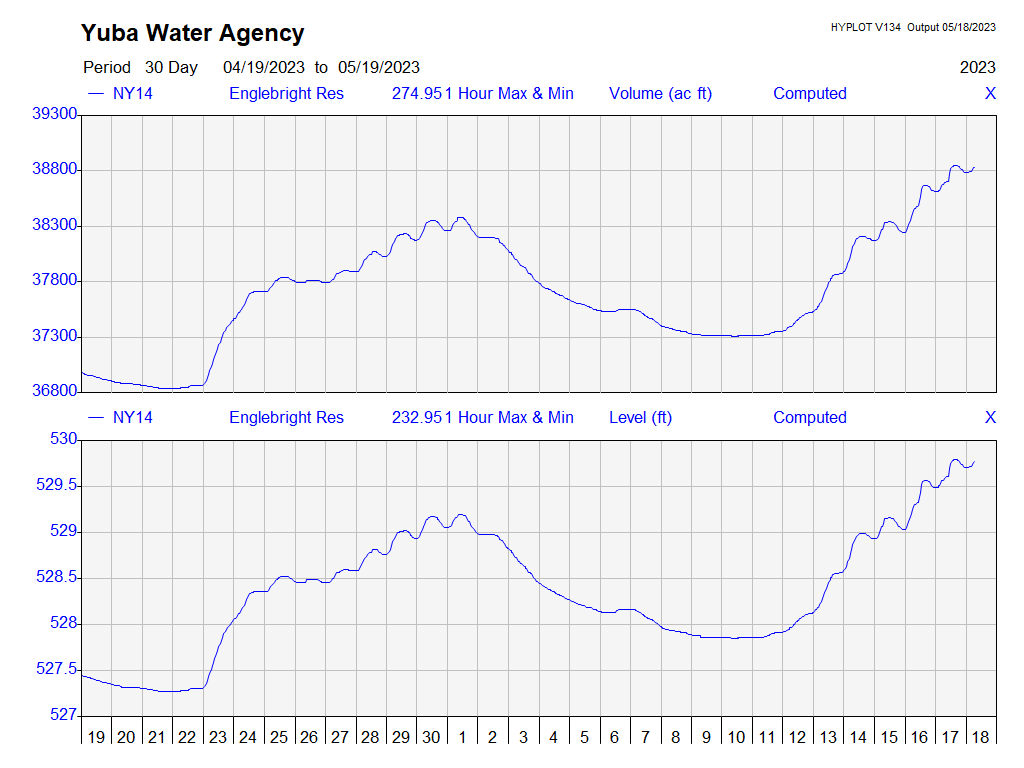 Yuba Water Agency
HYPLOT V134 Output 05/18/2023
Period 30 Day 04/19/2023 to 05/19/2023
2023
NY14 Englebright Res 274.951 Hour Max & Min Volume (ac ft) Computed X
39300
38800
38300
37800
37300
36800
NY14 Englebright Res 232.951 Hour Max & Min Level (ft) Computed X
530
529.5
529
528.5
528
527.5
527
19 20 21 22 23 24 25 26 27 28 29 30 1 2 3 4 5 6 7 8 9 10 11 12 13 14 15 16 17 18